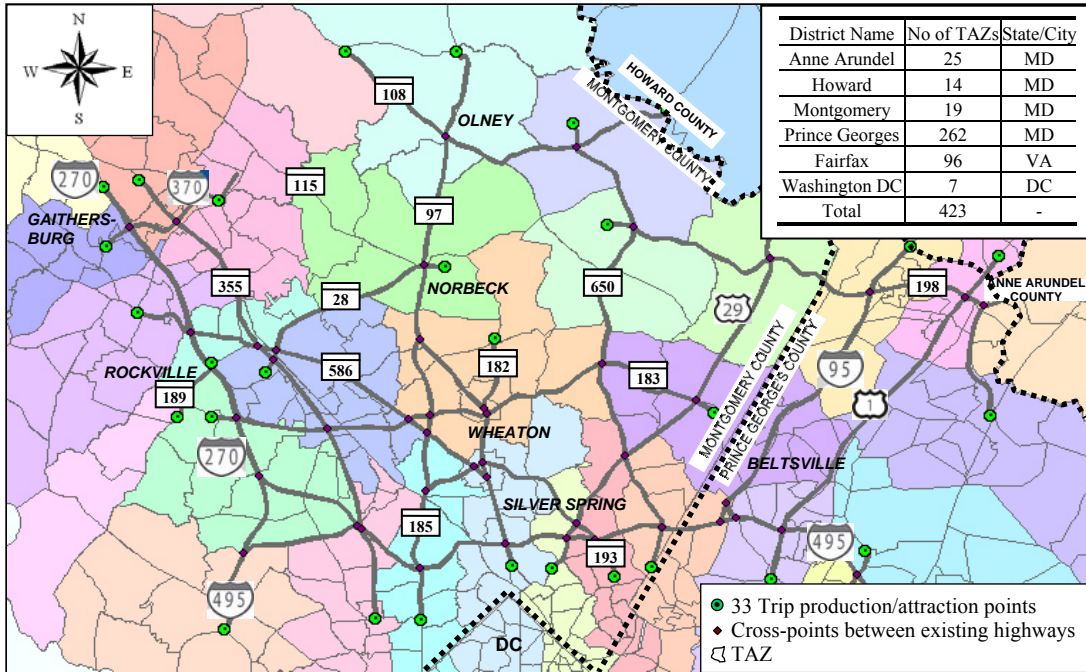 N
W E
S
District Name No of TAZs State/City
Anne Arundel 25 MD
Howard 14 MD
Montgomery 19 MD
Prince Georges 262 MD
Fairfax 96 VA
Washington DC 7 DC
Total 423 -
HOWARD COUNTY
MONTGOMERY COUNTY
108
OLNEY
270
370
115
97
GAITHERS-
BURG
355
28
NORBECK
650
29
198
ANNE ARUNDEL
COUNTY
ROCKVILLE
189
586
182
183
95
1
MONTGOMERY COUNTY
PRINCE GEORGE'S COUNTY
WHEATON
270
BELTSVILLE
SILVER SPRING
185
193
495
495
DC
33 Trip production/attraction points
Cross-points between existing highways
TAZ